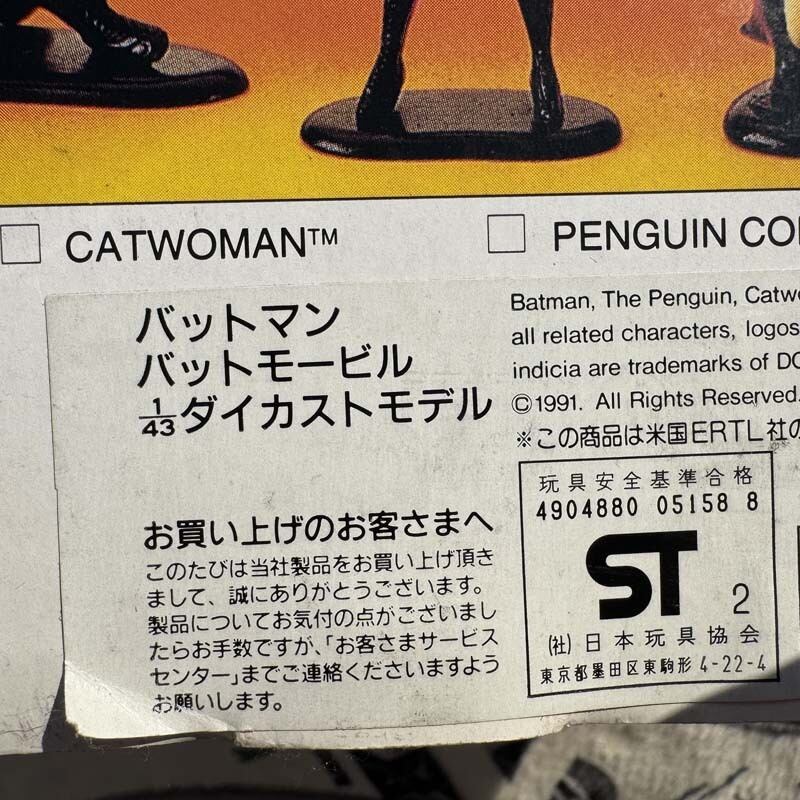 CATWOMAN™
PENGUIN CO
バットマン
バットモービル
1/43ダイカストモデル
お買い上げのお客さまへ
このたびは当社製品をお買い上げ頂き
まして、誠にありがとうございます。
製品についてお気付の点がございまし
たらお手数ですが、「お客さまサービス
センター」までご連絡くださいますよう
お願いします。
Batman, The Penguin, Catwo
all related characters, logos
indicia are trademarks of DC
©1991. All Rights Reserved.
※この商品は米国ERTL社の
玩具安全基準合格
4904880 05158 8
ST 2
(社)日本玩具協会
東京都墨田区東駒形 4-22-4